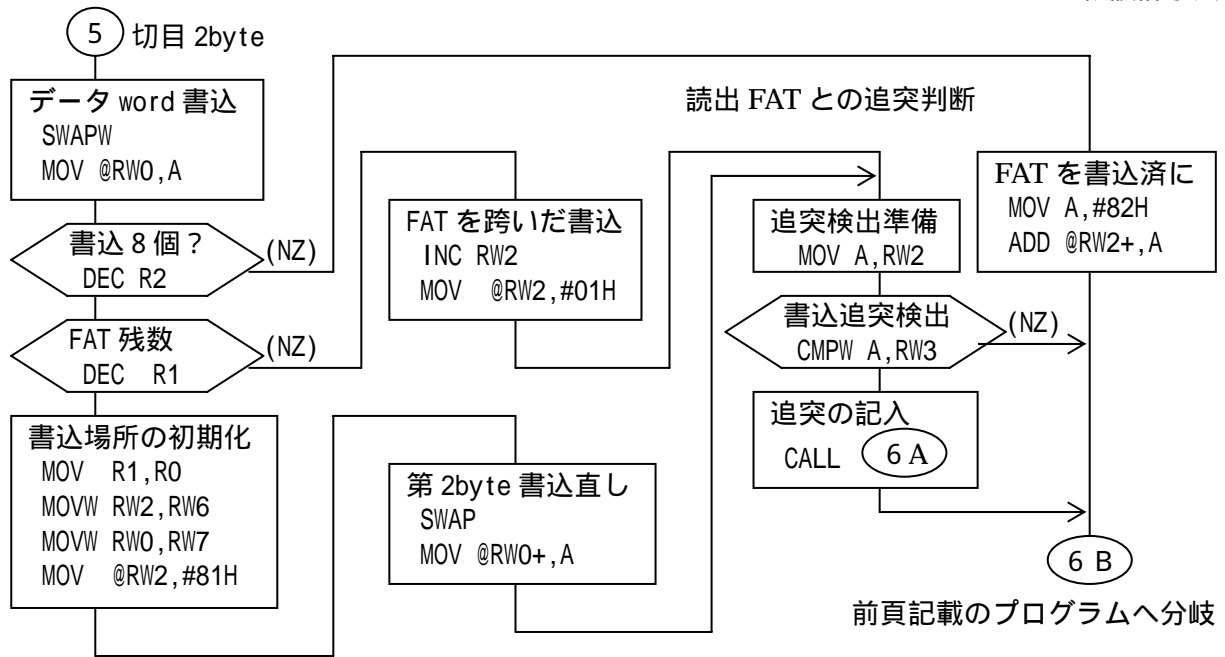 5 切目 2byte
データ word 書込
SWAPW
MOV @RW0,A
書込 8 個？
DEC R2
(NZ)
FAT 残数
DEC R1
(NZ)
書込場所の初期化
MOV R1,R0
MOVW RW2,RW6
MOVW RW0,RW7
MOV @RW2,#81H
FAT を跨いだ書込
INC RW2
MOV @RW2,#01H
第 2byte 書込直し
SWAP
MOV @RW0+,A
読出 FAT との追突判断
追突検出準備
MOV A,RW2
書込追突検出
CMPW A,RW3
(NZ)
追突の記入
CALL 6 A
FAT を書込済に
MOV A,#82H
ADD @RW2+,A
6 B
前頁記載のプログラムへ分岐